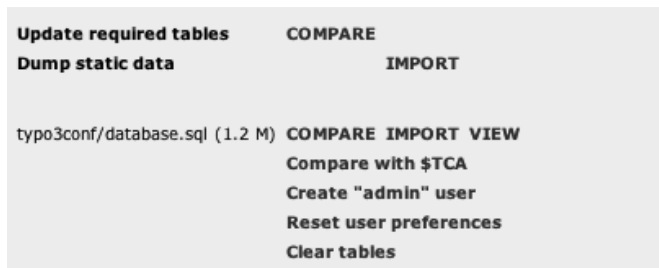 Update required tables COMPARE
Dump static data IMPORT
typo3conf/database.sql (1.2 M) COMPARE IMPORT VIEW
Compare with $TCA
Create "admin" user
Reset user preferences
Clear tables